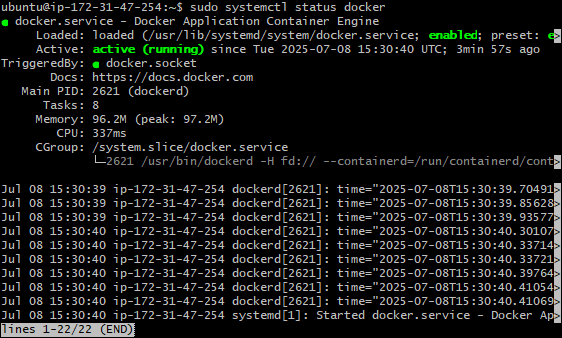 ubuntu@ip-172-31-47-254:~$ sudo systemctl status docker
● docker.service - Docker Application Container Engine
     Loaded: loaded (/usr/lib/systemd/system/docker.service; enabled; preset: e>
     Active: active (running) since Tue 2025-07-08 15:30:40 UTC; 3min 57s ago
TriggeredBy: ● docker.socket
       Docs: https://docs.docker.com
   Main PID: 2621 (dockerd)
      Tasks: 8
     Memory: 96.2M (peak: 97.2M)
        CPU: 337ms
     CGroup: /system.slice/docker.service
             └─2621 /usr/bin/dockerd -H fd:// --containerd=/run/containerd/cont>
Jul 08 15:30:39 ip-172-31-47-254 dockerd[2621]: time="2025-07-08T15:30:39.70491>
Jul 08 15:30:39 ip-172-31-47-254 dockerd[2621]: time="2025-07-08T15:30:39.85628>
Jul 08 15:30:39 ip-172-31-47-254 dockerd[2621]: time="2025-07-08T15:30:39.93577>
Jul 08 15:30:40 ip-172-31-47-254 dockerd[2621]: time="2025-07-08T15:30:40.30107>
Jul 08 15:30:40 ip-172-31-47-254 dockerd[2621]: time="2025-07-08T15:30:40.33714>
Jul 08 15:30:40 ip-172-31-47-254 dockerd[2621]: time="2025-07-08T15:30:40.33721>
Jul 08 15:30:40 ip-172-31-47-254 dockerd[2621]: time="2025-07-08T15:30:40.39764>
Jul 08 15:30:40 ip-172-31-47-254 dockerd[2621]: time="2025-07-08T15:30:40.41054>
Jul 08 15:30:40 ip-172-31-47-254 dockerd[2621]: time="2025-07-08T15:30:40.41069>
Jul 08 15:30:40 ip-172-31-47-254 systemd[1]: Started docker.service - Docker Ap>
lines 1-22/22 (END)